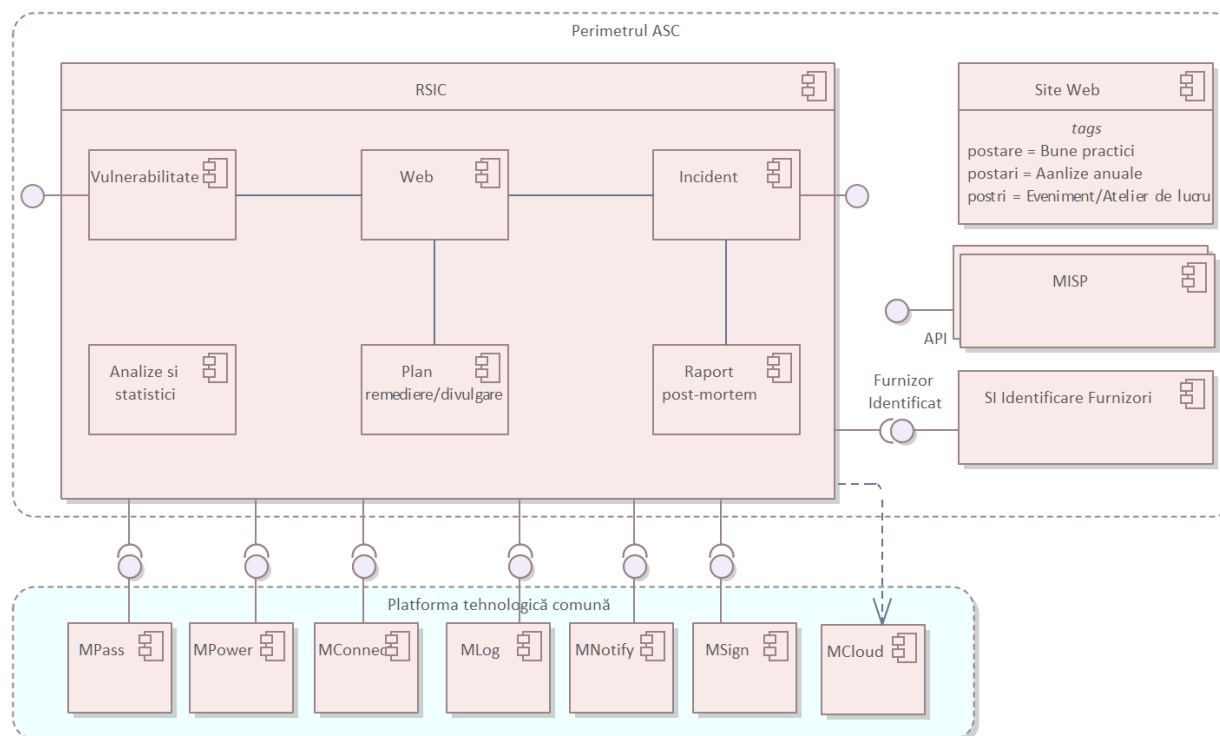 Perimetrul ASC
RSIC
Vulnerabilitate
Web
Incident
Analize si
statistici
Plan
remediere/divulgare
Raport
post-mortem
Site Web
tags
postare = Bune practici
postari = Aanlize anuale
postri = Eveniment/Atelier de lucru
MISP
API
Furnizor
Identificat
SI Identificare Furnizori
Platforma tehnologică comună
MPass
MPower
MConnec
MLog
MNotify
MSign
MCloud